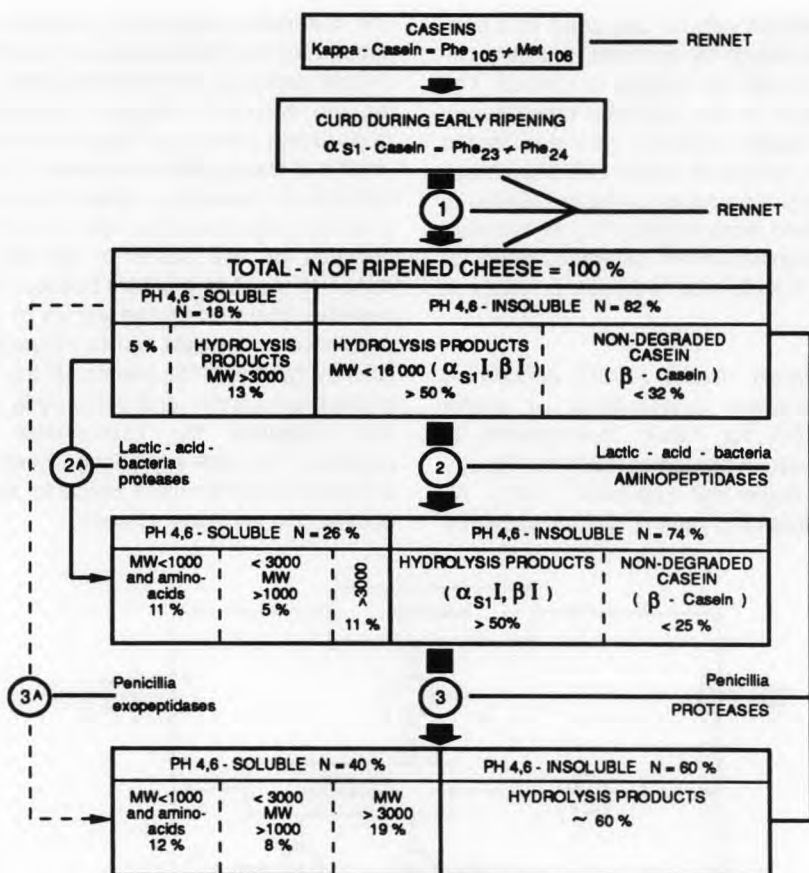 CASEINS
Kappa - Casein = Phe 105 ≠ Met 106
RENNET
CURD DURING EARLY RIPENING
α S1 - Casein = Phe23 ≠ Phe24
1
RENNET
TOTAL - N OF RIPENED CHEESE = 100 %
PH 4,6 - SOLUBLE
N = 18 %
PH 4,6 - INSOLUBLE N = 82 %
5 %
HYDROLYSIS
PRODUCTS
MW >3000
13 %
HYDROLYSIS PRODUCTS
MW < 16 000 ( αS1 I, β I )
> 50 %
NON-DEGRADED
CASEIN
( β - Casein )
< 32 %
2A
Lactic - acid -
bacteria
proteases
2
Lactic - acid - bacteria
AMINOPEPTIDASES
PH 4,6 - SOLUBLE N = 26 %
PH 4,6 - INSOLUBLE N = 74 %
MW<1000
and amino-
acids
11 %
< 3000
MW
>1000
5 %
>3000
11 %
HYDROLYSIS PRODUCTS
( αS1 I, β I )
> 50%
NON-DEGRADED
CASEIN
( β - Casein )
< 25 %
3A
Penicillia
exopeptidases
3
Penicillia
PROTEASES
PH 4,6 - SOLUBLE N = 40 %
PH 4,6 - INSOLUBLE N = 60 %
MW<1000
and amino-
acids
12 %
< 3000
MW
>1000
8 %
MW
> 3000
19 %
HYDROLYSIS PRODUCTS
~ 60 %